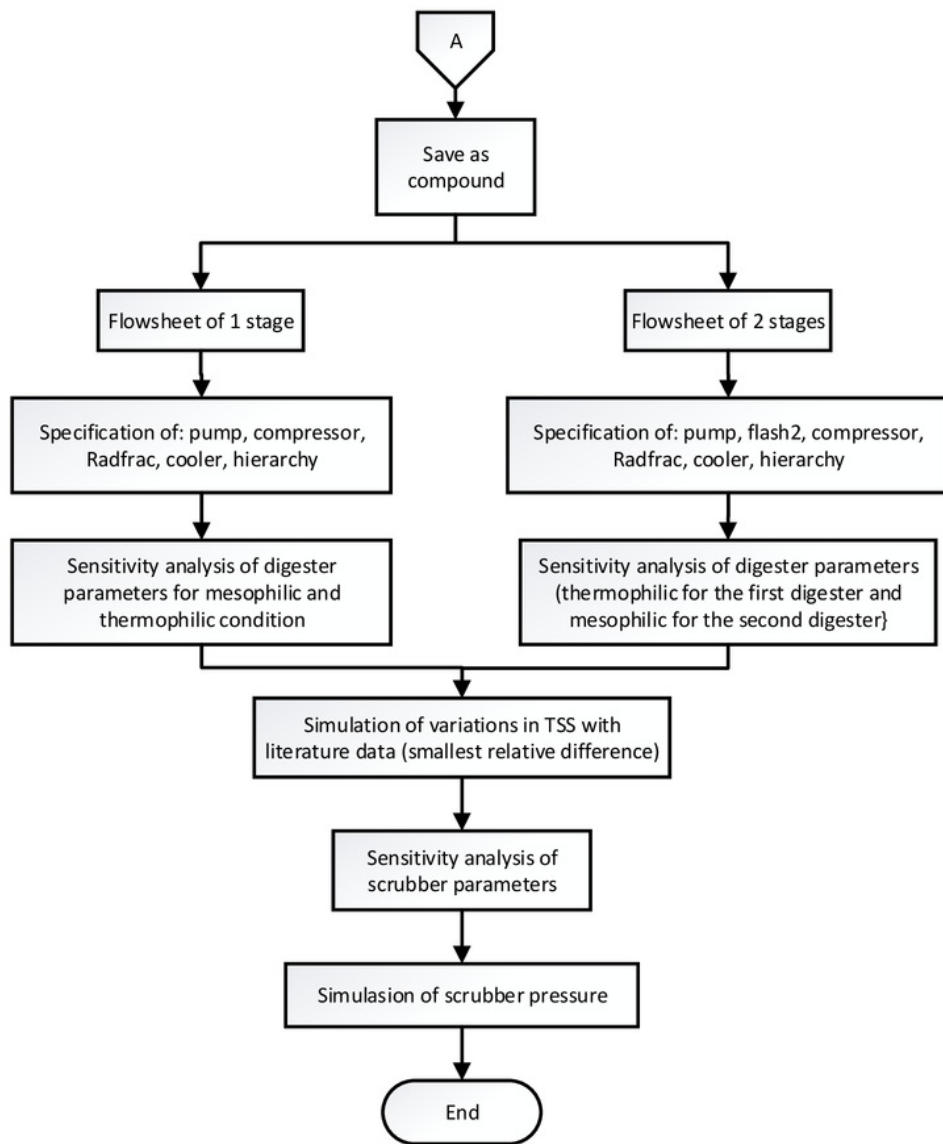 A
Save as
compound
Flowsheet of 1 stage
Flowsheet of 2 stages
Specification of: pump, compressor,
Radfrac, cooler, hierarchy
Specification of: pump, flash2, compressor,
Radfrac, cooler, hierarchy
Sensitivity analysis of digester
parameters for mesophilic and
thermophilic condition
Sensitivity analysis of digester parameters
(thermophilic for the first digester and
mesophilic for the second digester}
Simulation of variations in TSS with
literature data (smallest relative difference)
Sensitivity analysis of
scrubber parameters
Simulasion of scrubber pressure
End